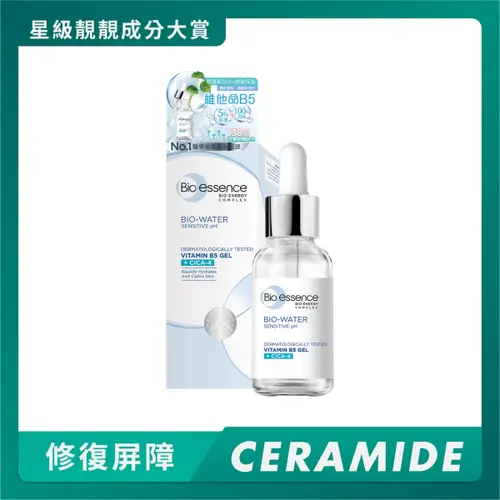 星級靚靚成分大賞
維他命B5
No.1
Bio essence
BIO ENERGY
COMPLEX
BIO-WATER
SENSITIVE pH
DERMATOLOGICALLY TESTED
VITAMIN B5 GEL
+ CICA-4
Rapidly Hydrates
And Calms Skin
Bio essence
BIO ENERGY
COMPLEX
BIO-WATER
SENSITIVE pH
DERMATOLOGICALLY TESTED
VITAMIN B5 GEL
+ CICA-4
修復屏障
CERAMIDE